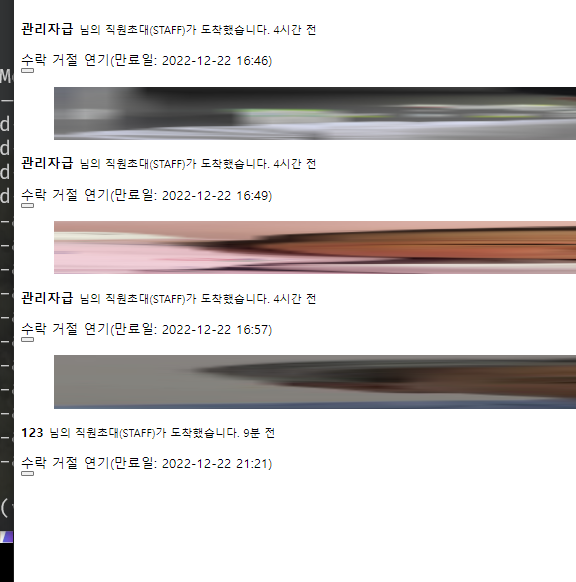 관리자급 님의 직원초대(STAFF)가 도착했습니다. 4시간 전
수락 거절 연기(만료일: 2022-12-22 16:46)
관리자급 님의 직원초대(STAFF)가 도착했습니다. 4시간 전
수락 거절 연기(만료일: 2022-12-22 16:49)
관리자급 님의 직원초대(STAFF)가 도착했습니다. 4시간 전
수락 거절 연기(만료일: 2022-12-22 16:57)
123 님의 직원초대(STAFF)가 도착했습니다. 9분 전
수락 거절 연기(만료일: 2022-12-22 21:21)